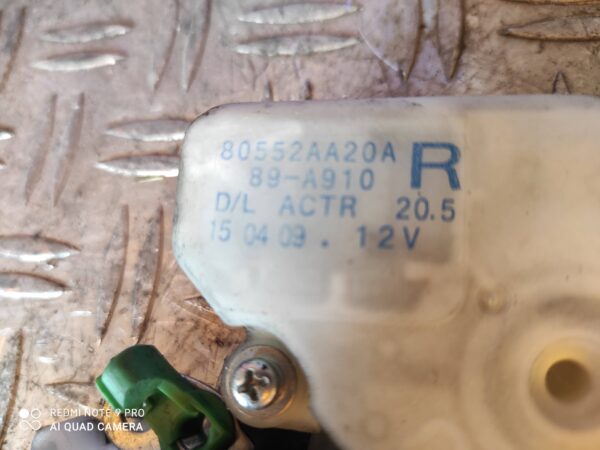 80552AA20A R
89-A910
D/L ACTR 20.5
15 04 09 . 12V
REDMI NOTE 9 PRO
AI QUAD CAMERA